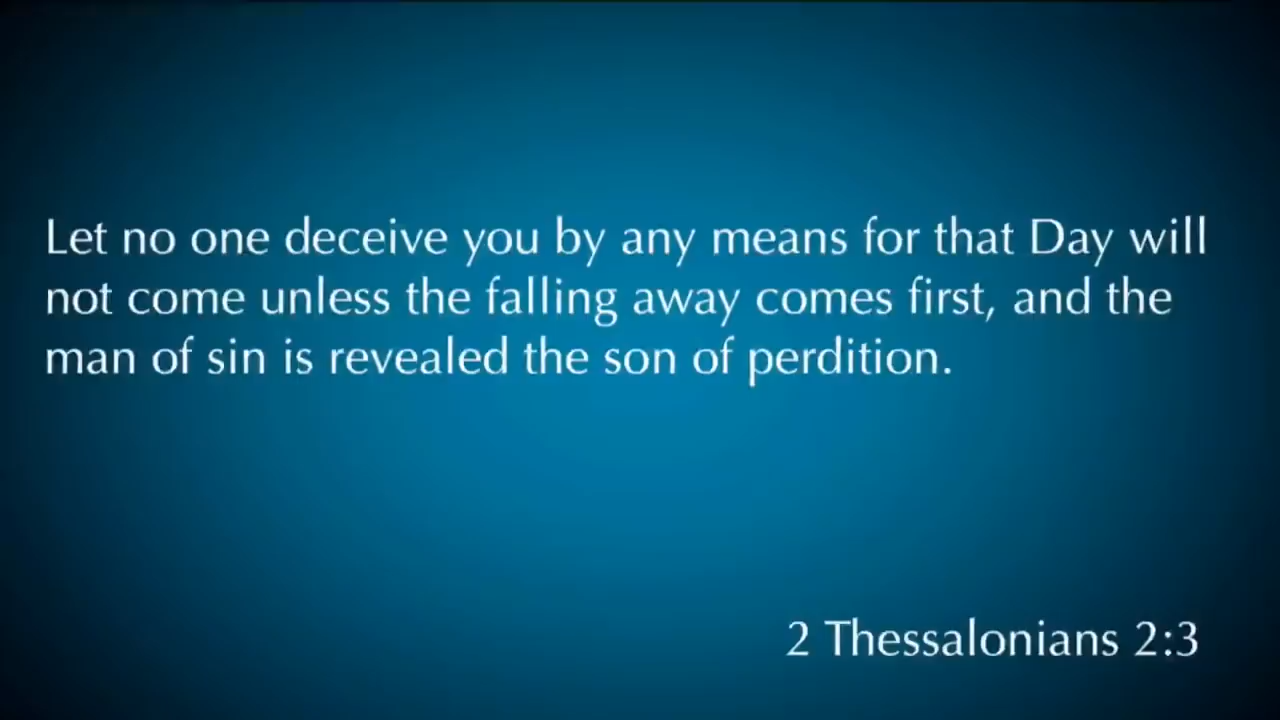 Let no one deceive you by any means for that Day will
not come unless the falling away comes first, and the
man of sin is revealed the son of perdition.
2 Thessalonians 2:3